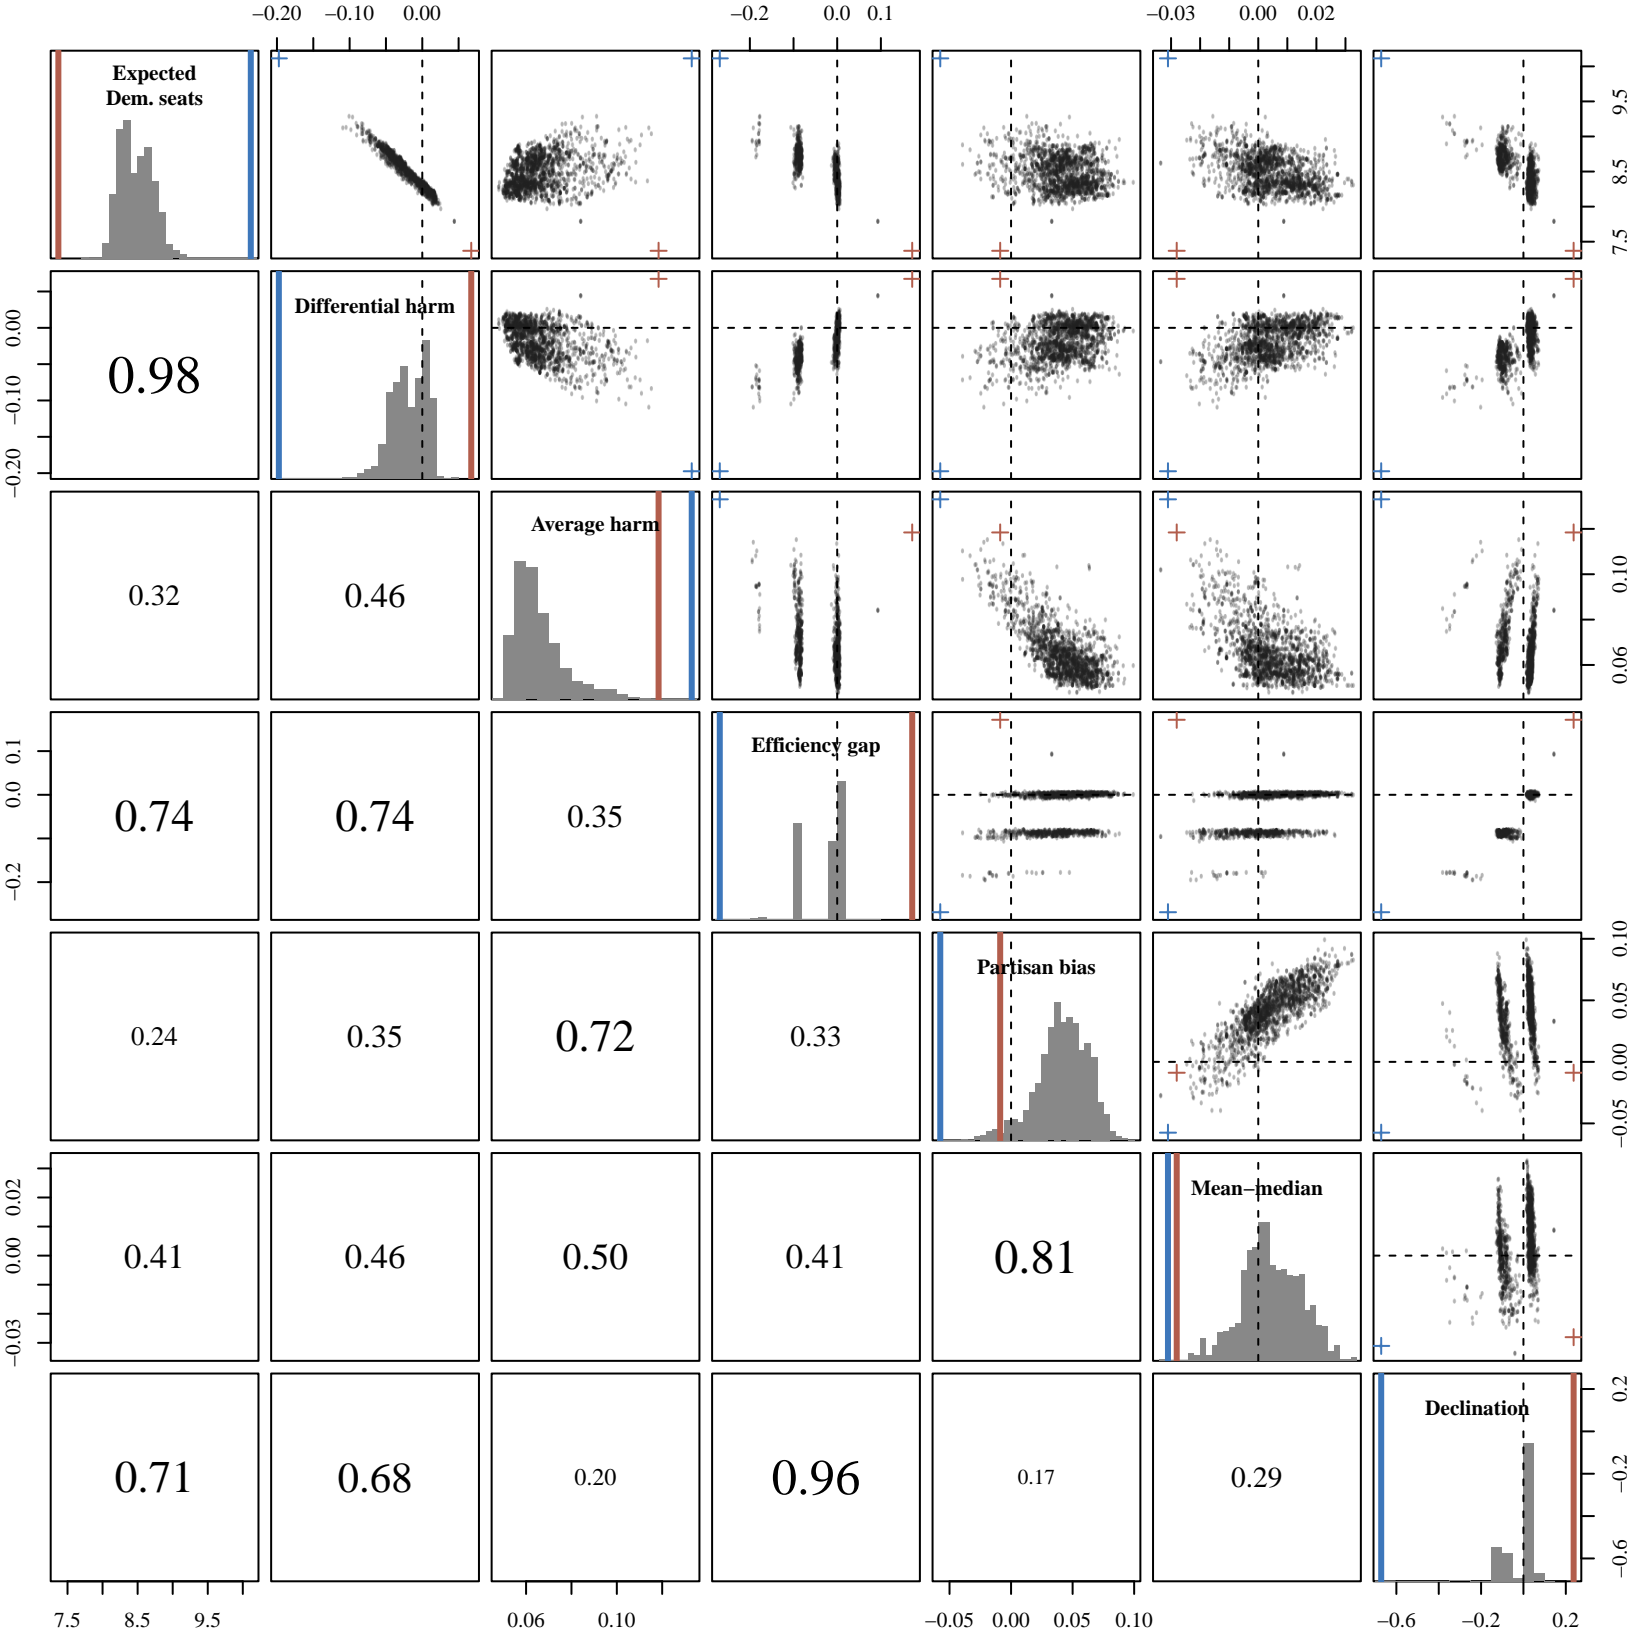 −0.20 −0.10 0.00 −0.2 0.0 0.1 −0.03 0.00 0.02
Expected
Dem. seats
7.5 8.5 9.5
−0.20 −0.10 0.00
Differential harm
0.98
0.32
0.46
Average harm
0.06 0.10
−0.2 0.0 0.1
0.74
0.74
0.35
Efficiency gap
0.24
0.35
0.72
0.33
Partisan bias
−0.05 0.00 0.05 0.10
−0.03 0.00 0.02
0.41
0.46
0.50
0.41
0.81
Mean−median
0.71
0.68
0.20
0.96
0.17
0.29
Declination
−0.6 −0.2 0.2
7.5 8.5 9.5 0.06 0.10 −0.05 0.00 0.05 0.10 −0.6 −0.2 0.2